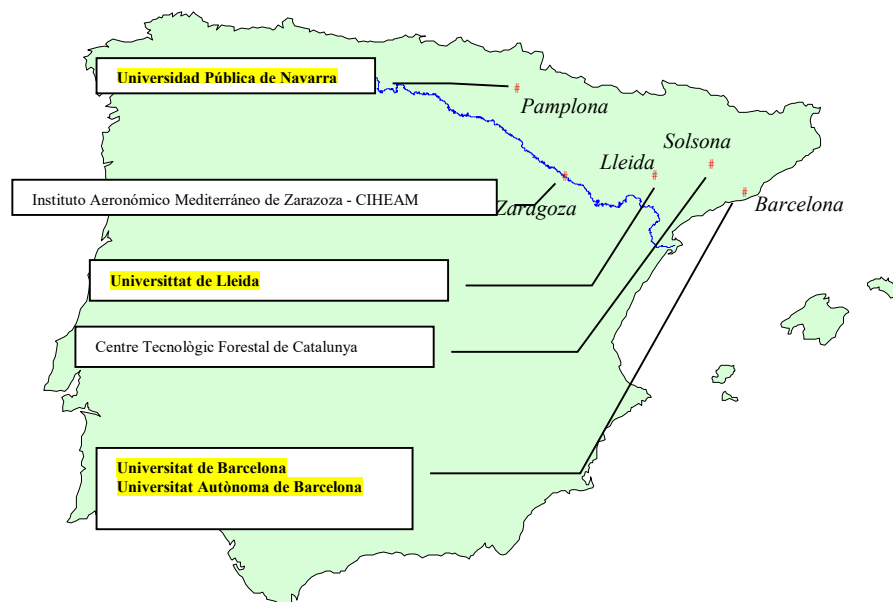 Universidad Pública de Navarra
#
Pamplona
Solsona
#
Lleida
#
#
Instituto Agronómico Mediterráneo de Zarazoza - CIHEAM
Zaragoza
#
Barcelona
Universittat de Lleida
Centre Tecnològic Forestal de Catalunya
Universitat de Barcelona
Universitat Autònoma de Barcelona